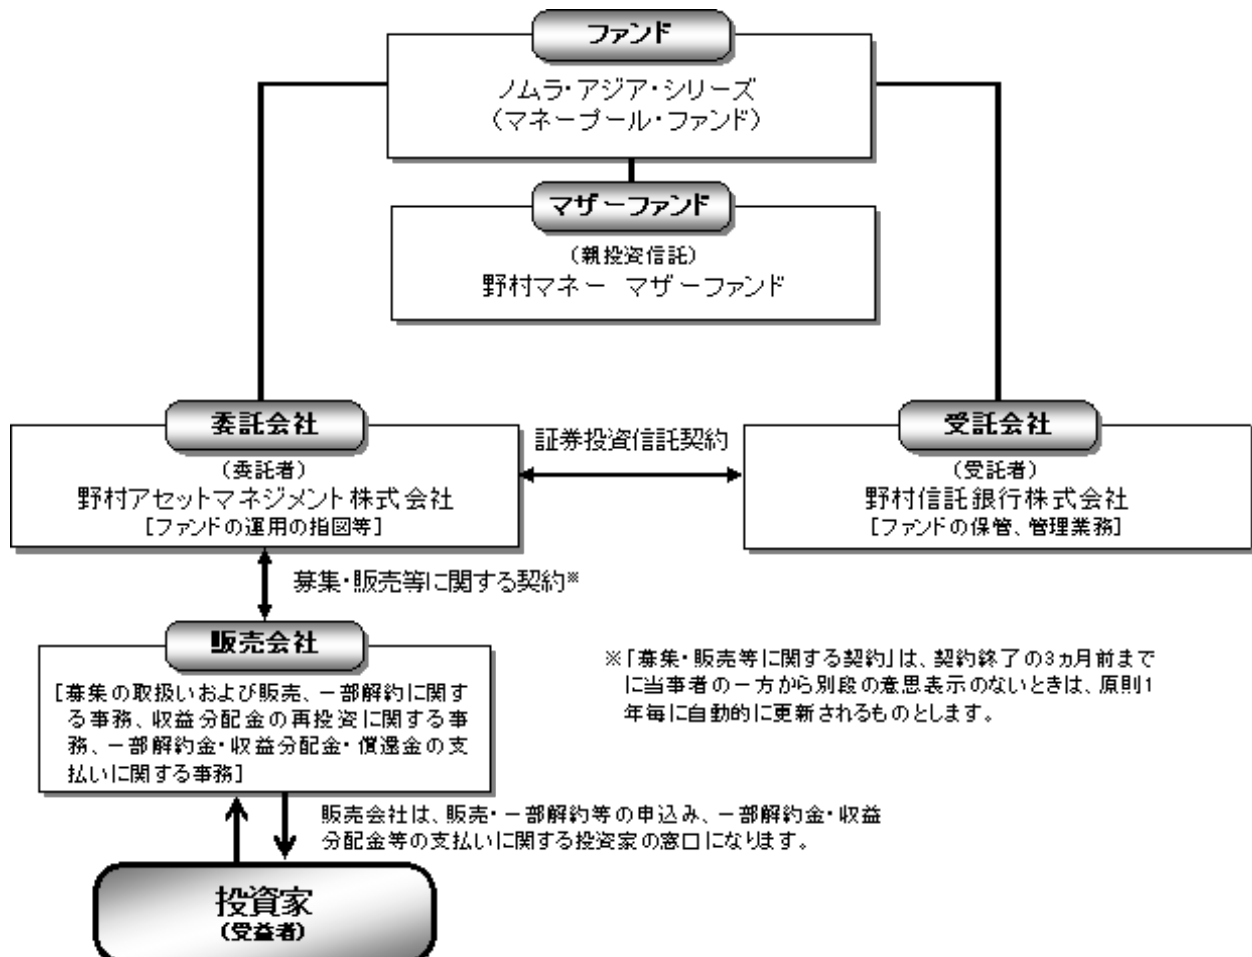 ファンド
ノムラ・アジア・シリーズ
(マネープール・ファンド)
マザーファンド
(親投資信託)
野村マネー マザーファンド
委託会社
(委託者)
野村アセットマネジメント株式会社
[ファンドの運用の指図等]
証券投資信託契約
受託会社
(受託者)
野村信託銀行株式会社
[ファンドの保管、管理業務]
募集・販売等に関する契約※
販売会社
[募集の取扱いおよび販売、一部解約に関す
る事務、収益分配金の再投資に関する事
務、一部解約金・収益分配金・償還金の支
払いに関する事務]
※「募集・販売等に関する契約」は、契約終了の3ヵ月前まで
に当事者の一方から別段の意思表示のないときは、原則1
年毎に自動的に更新されるものとします。
販売会社は、販売・一部解約等の申込み、一部解約金・収益
分配金等の支払いに関する投資家の窓口になります。
投資家
(受益者)